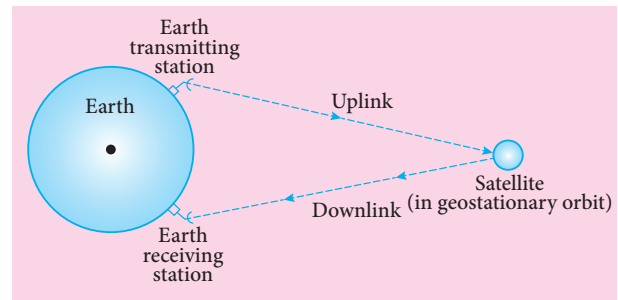 Earth
transmitting
station
Earth
Uplink
Satellite
(in geostationary orbit)
Downlink
Earth
receiving
station